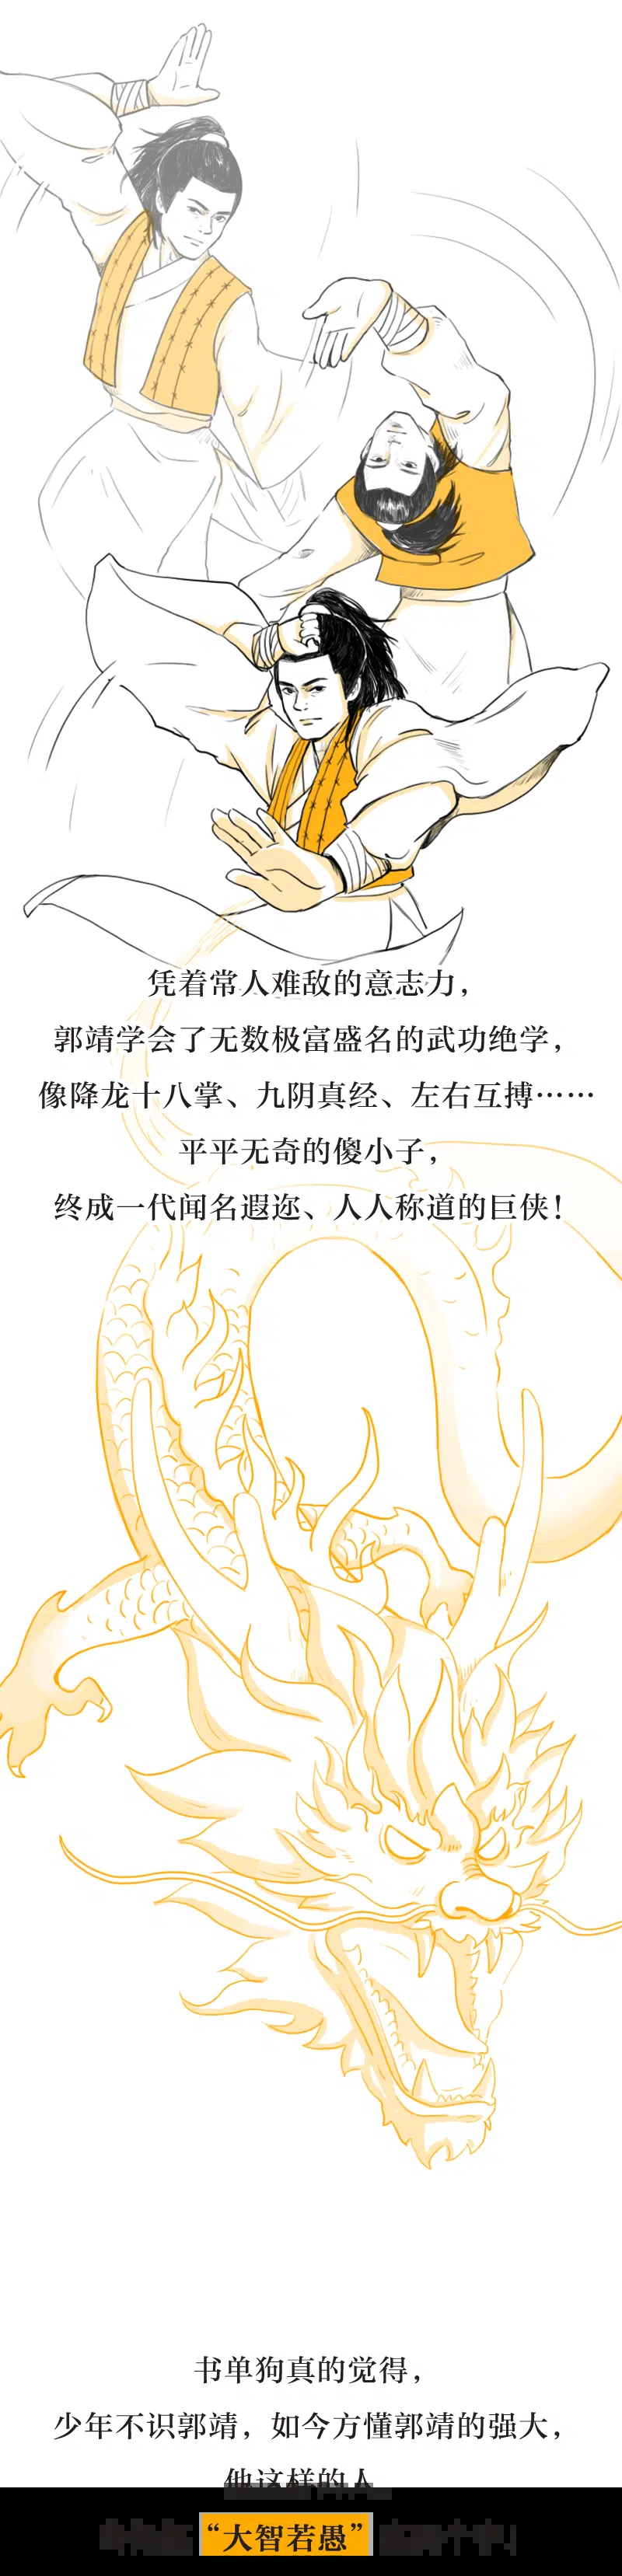 凭着常人难敌的意志力，
郭靖学会了无数极富盛名的武功绝学，
像降龙十八掌、九阴真经、左右互搏……
平平无奇的傻小子，
终成一代闻名遐迩、人人称道的巨侠！
书单狗真的觉得，
少年不识郭靖，如今方懂郭靖的强大，
他这样的人
“大智若愚”